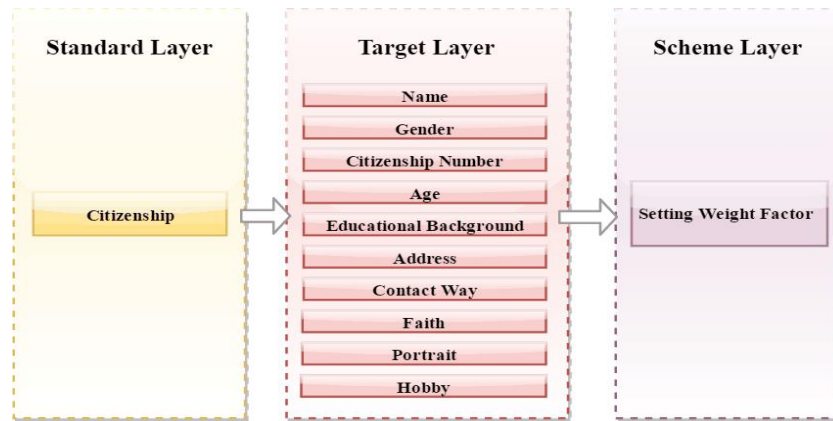 Standard Layer
Citizenship
Target Layer
Name
Gender
Citizenship Number
Age
Educational Background
Address
Contact Way
Faith
Portrait
Hobby
Scheme Layer
Setting Weight Factor